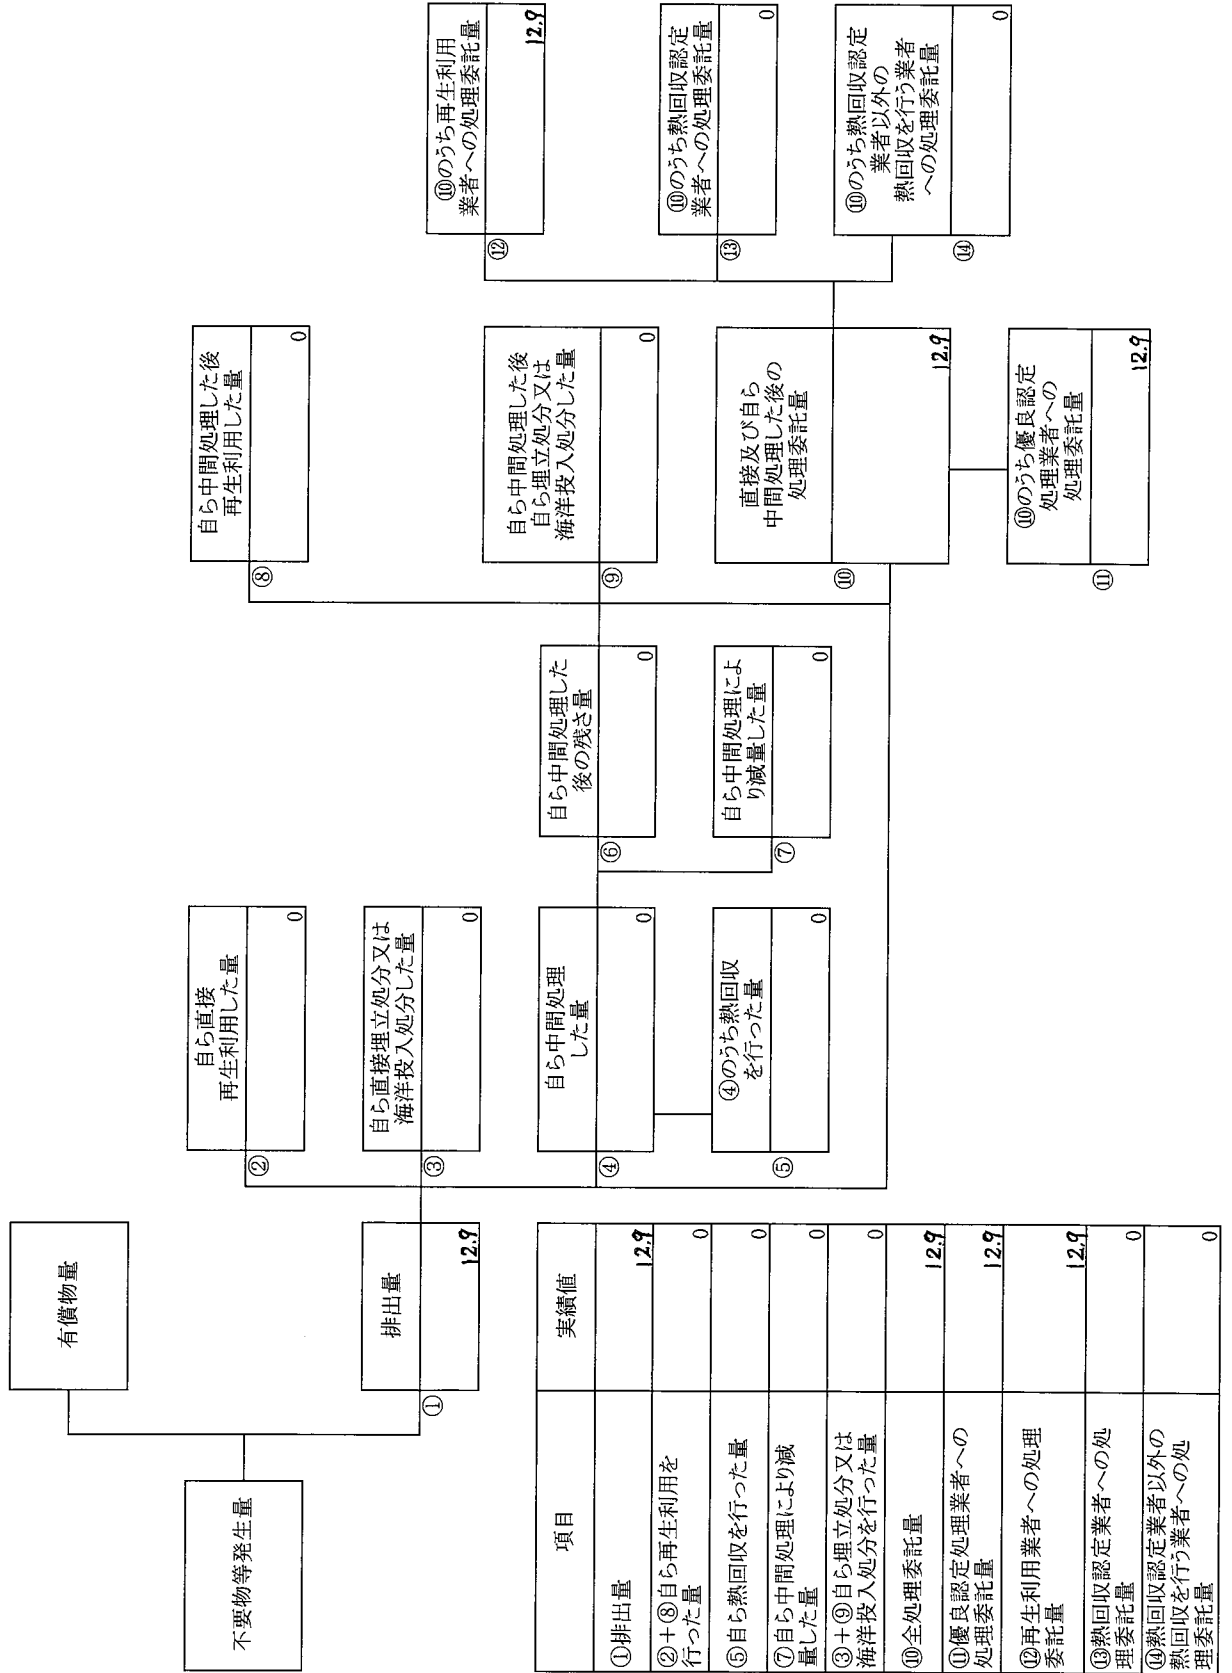 不要物等発生量
有償物量
①
排出量
12.9
②
自ら直接
再生利用した量
0
③
自ら直接埋立処分又は
海洋投入処分した量
0
④
自ら中間処理
した量
0
⑤
④のうち熱回収
を行った量
0
⑥
自ら中間処理した
後の残さ量
0
⑦
自ら中間処理によ
り減量した量
0
⑧
自ら中間処理した後
再生利用した量
0
⑨
自ら中間処理した後
自ら埋立処分又は
海洋投入処分した量
0
⑩
直接及び自ら
中間処理した後の
処理委託量
12.9
⑪
⑩のうち優良認定
処理業者への
処理委託量
12.9
⑫
⑩のうち再生利用
業者への処理委託量
12.9
⑬
⑩のうち熱回収認定
業者への処理委託量
0
⑭
⑩のうち熱回収認定
業者以外の
熱回収を行う業者
への処理委託量
0
項目 実績値
①排出量 12.9
②+⑧自ら再生利用を
行った量 0
⑤自ら熱回収を行った量 0
⑦自ら中間処理により減
量した量 0
③+⑨自ら埋立処分又は
海洋投入処分を行った量 0
⑩全処理委託量 12.9
⑪優良認定処理業者への
処理委託量 12.9
⑫再生利用業者への処理
委託量 12.9
⑬熱回収認定業者への処
理委託量 0
⑭熱回収認定業者以外の
熱回収を行う業者への処
理委託量 0